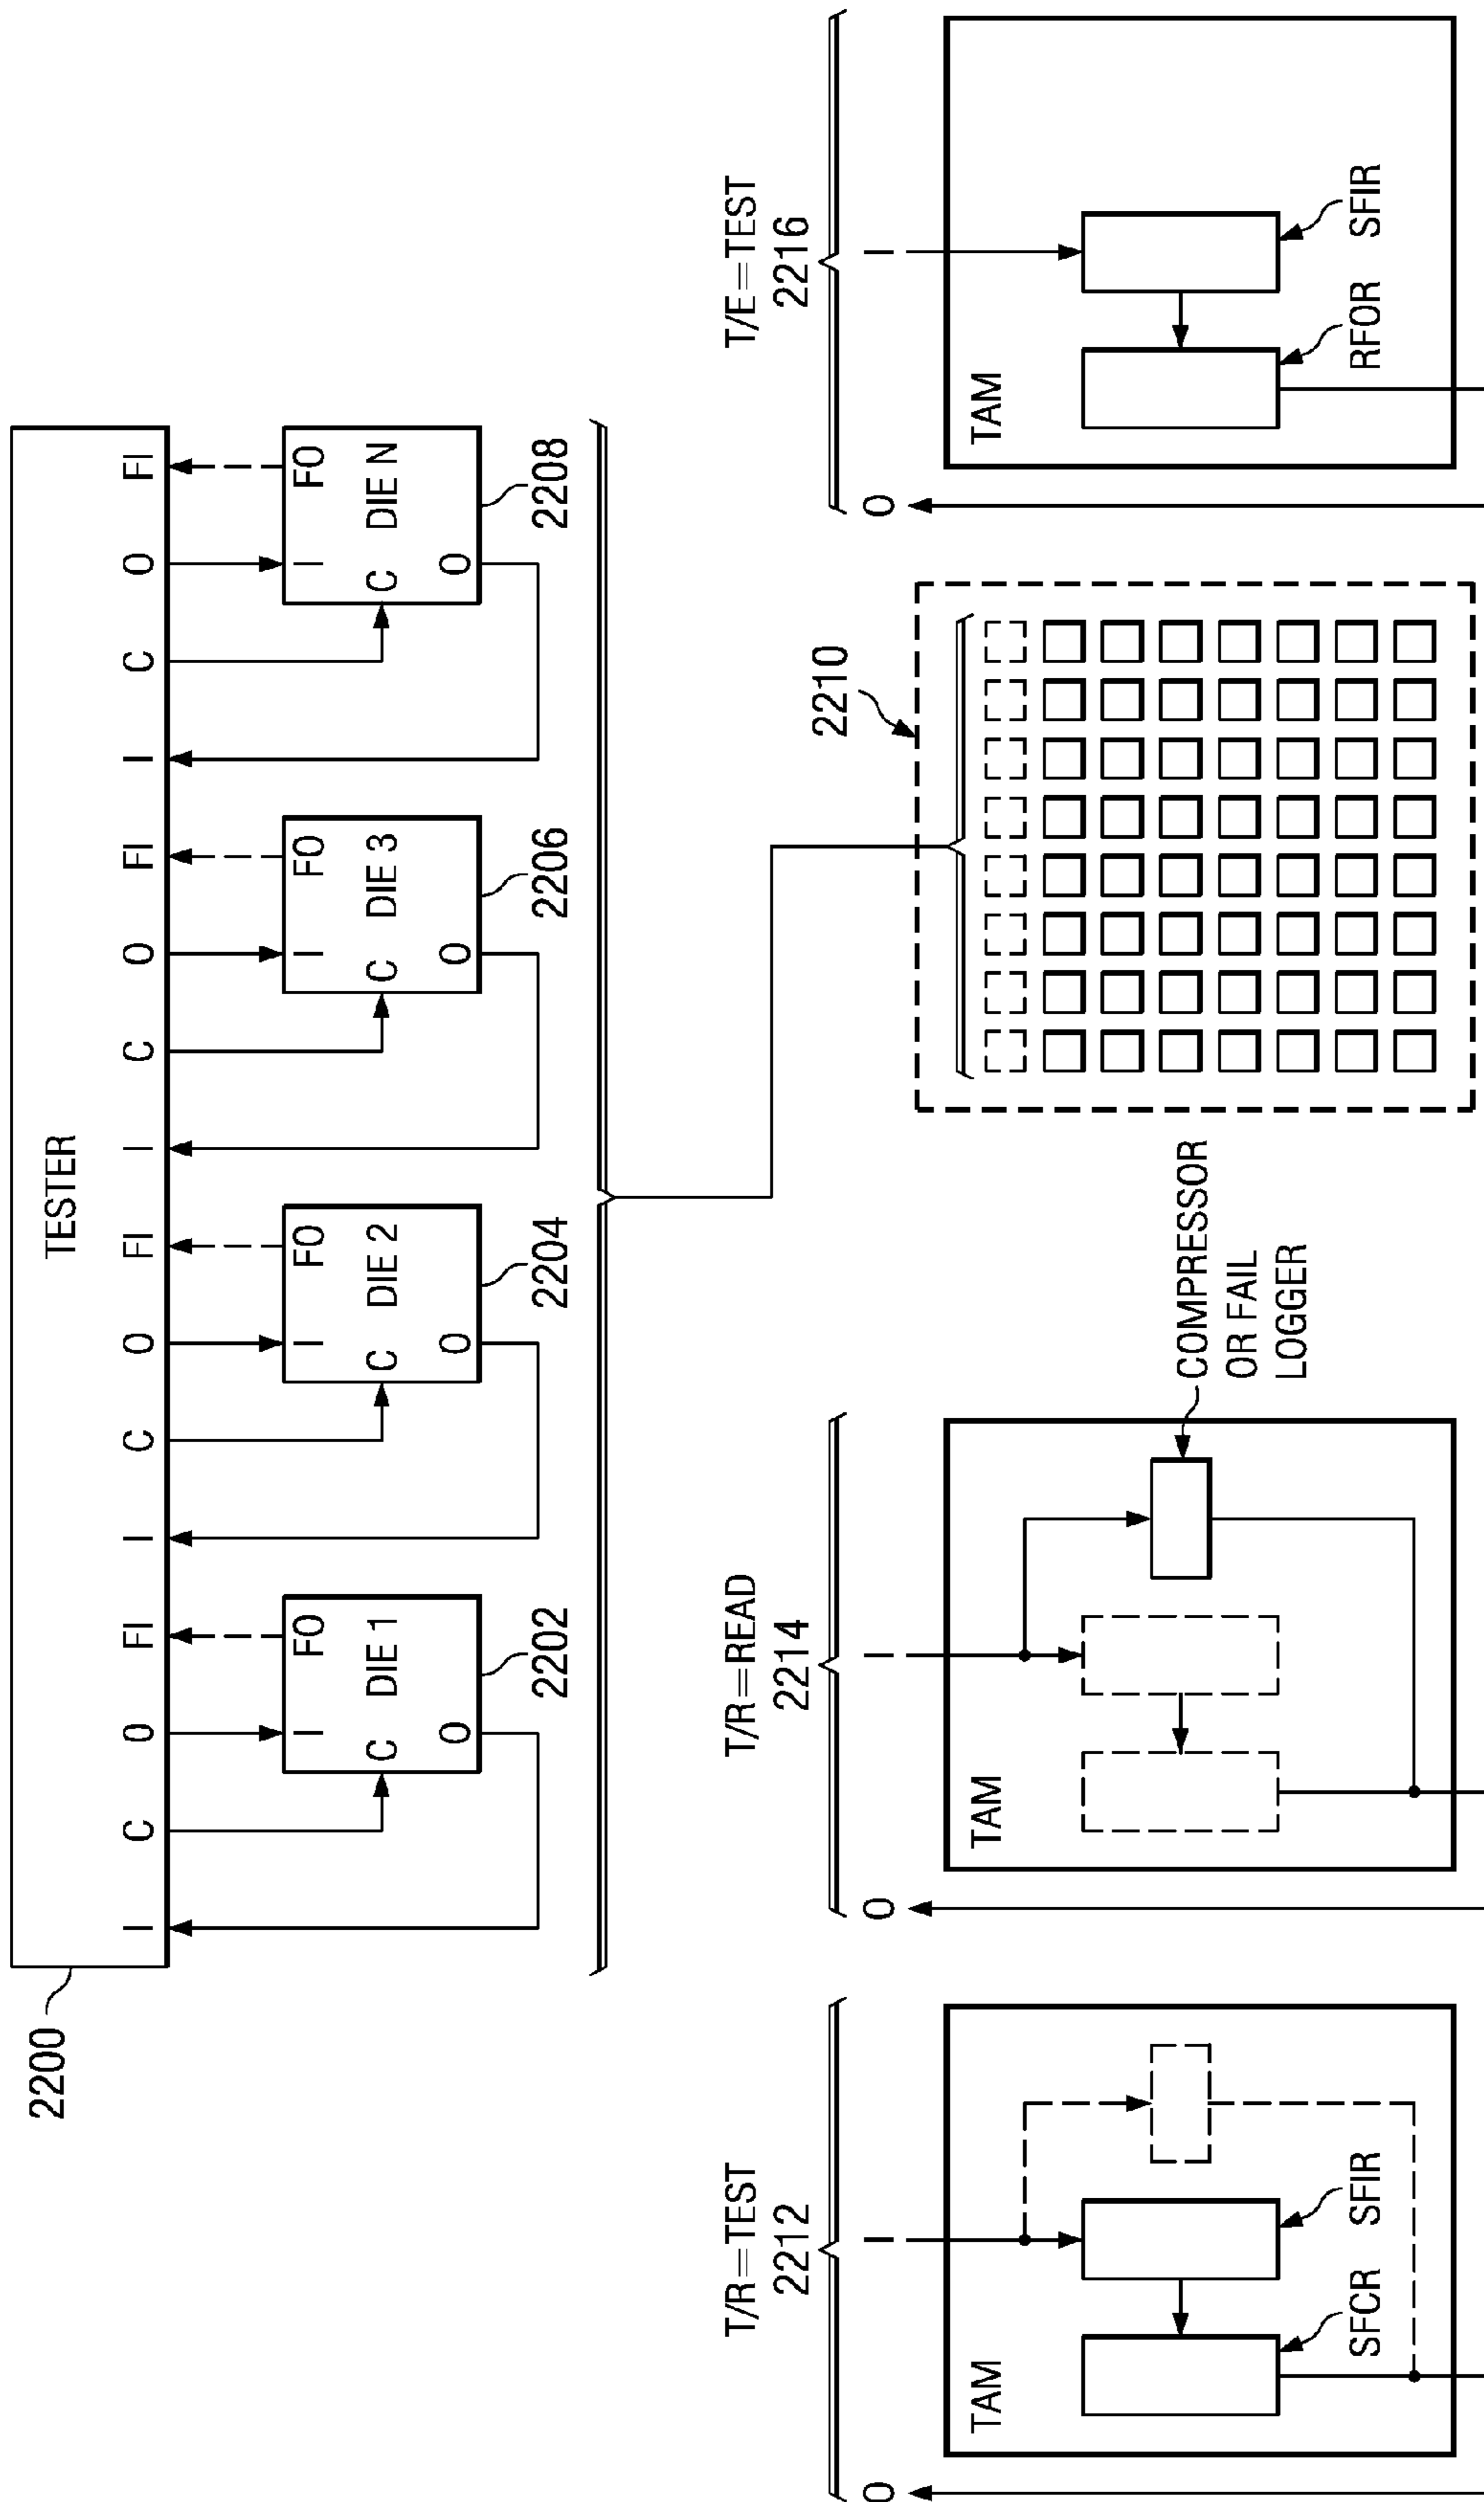 2200
TESTER
I C O FI I C O FI I C O FI I C O FI
I FO I FO I FO I FO
C DIE 1 C DIE 2 C DIE 3 C DIE N
O O O O
2202 2204 2206 2208
T/R=TEST T/R=READ T/E=TEST
2212 2214 2216
2210
O I O I O I
TAM TAM TAM
COMPRESSOR
OR FAIL
LOGGER
SFCR SFIR RFOR SFIR